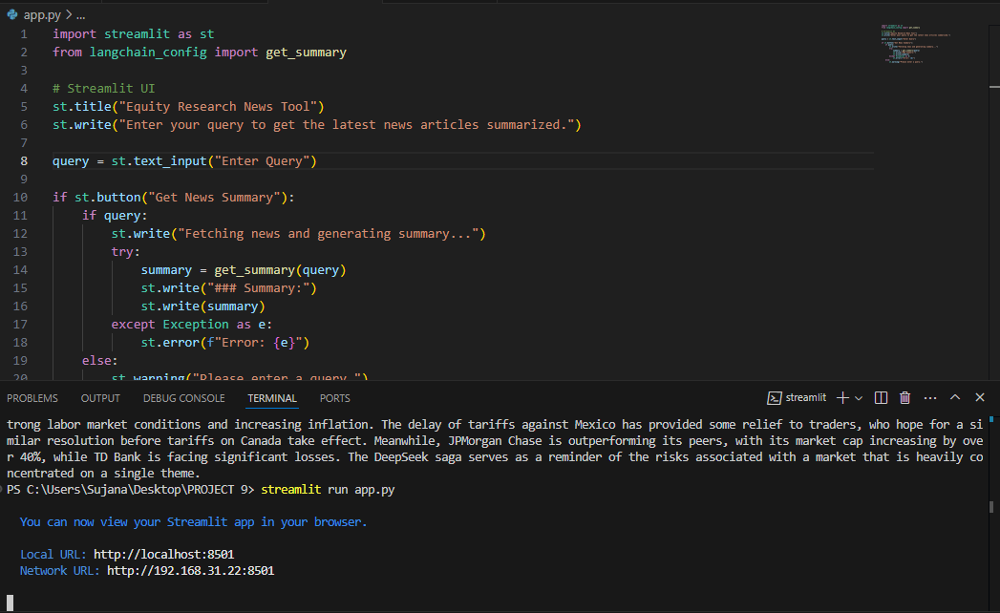 app.py > ...
1 import streamlit as st
2 from langchain_config import get_summary
3
4 # Streamlit UI
5 st.title("Equity Research News Tool")
6 st.write("Enter your query to get the latest news articles summarized.")
7
8 query = st.text_input("Enter Query")
9
10 if st.button("Get News Summary"):
11     if query:
12         st.write("Fetching news and generating summary...")
13         try:
14             summary = get_summary(query)
15             st.write("### Summary:")
16             st.write(summary)
17         except Exception as e:
18             st.error(f"Error: {e}")
19     else:
20         st.warning("Please enter a query.")
PROBLEMS OUTPUT DEBUG CONSOLE TERMINAL PORTS streamlit
trong labor market conditions and increasing inflation. The delay of tariffs against Mexico has provided some relief to traders, who hope for a si
milar resolution before tariffs on Canada take effect. Meanwhile, JPMorgan Chase is outperforming its peers, with its market cap increasing by ove
r 40%, while TD Bank is facing significant losses. The DeepSeek saga serves as a reminder of the risks associated with a market that is heavily co
ncentrated on a single theme.
PS C:\Users\Sujana\Desktop\PROJECT 9> streamlit run app.py
You can now view your Streamlit app in your browser.
Local URL: http://localhost:8501
Network URL: http://192.168.31.22:8501